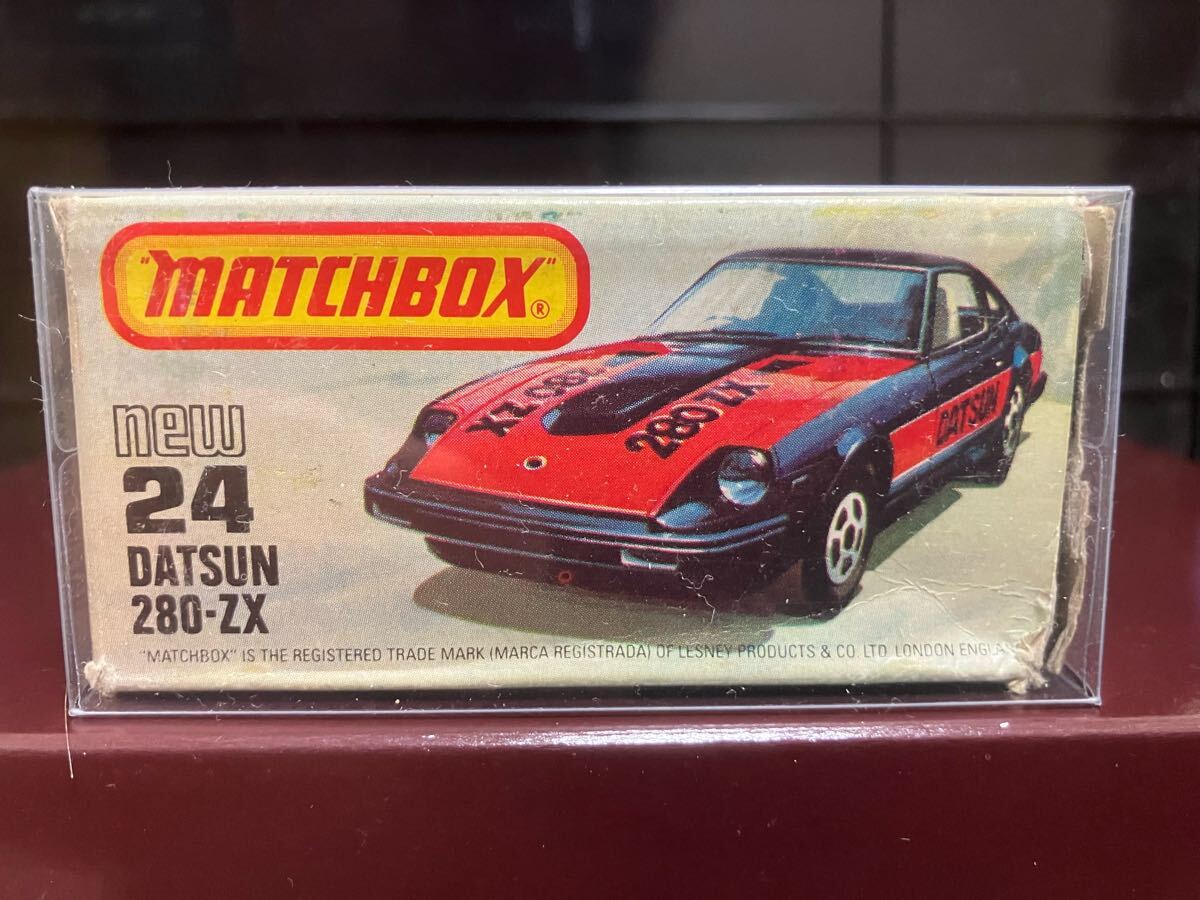 "MATCHBOX"®
new
24
DATSUN
280-ZX
280 ZX
280 ZX
DATSUN
"MATCHBOX" IS THE REGISTERED TRADE MARK (MARCA REGISTRADA) OF LESNEY PRODUCTS & CO. LTD. LONDON